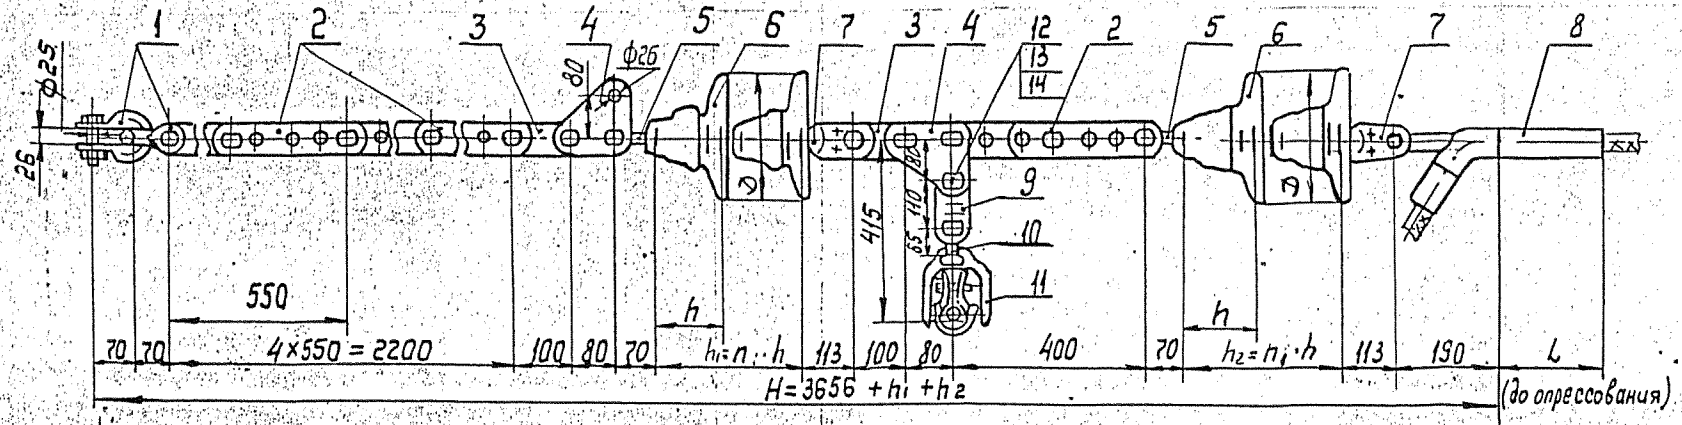 1 2 3 4 5 6 7 3 4 12 2 5 6 7 8
13
14
ф25
26
80
ф26
Д
Д
180
110
65
415
9
10
11
550
h
h
70 70 4×550 = 2200 100 80 70 h₁=n₁·h 113 100 80 400 70 h₂=n₁·h 113 190 L
H=3656 + h₁ + h₂
(до опрессования)